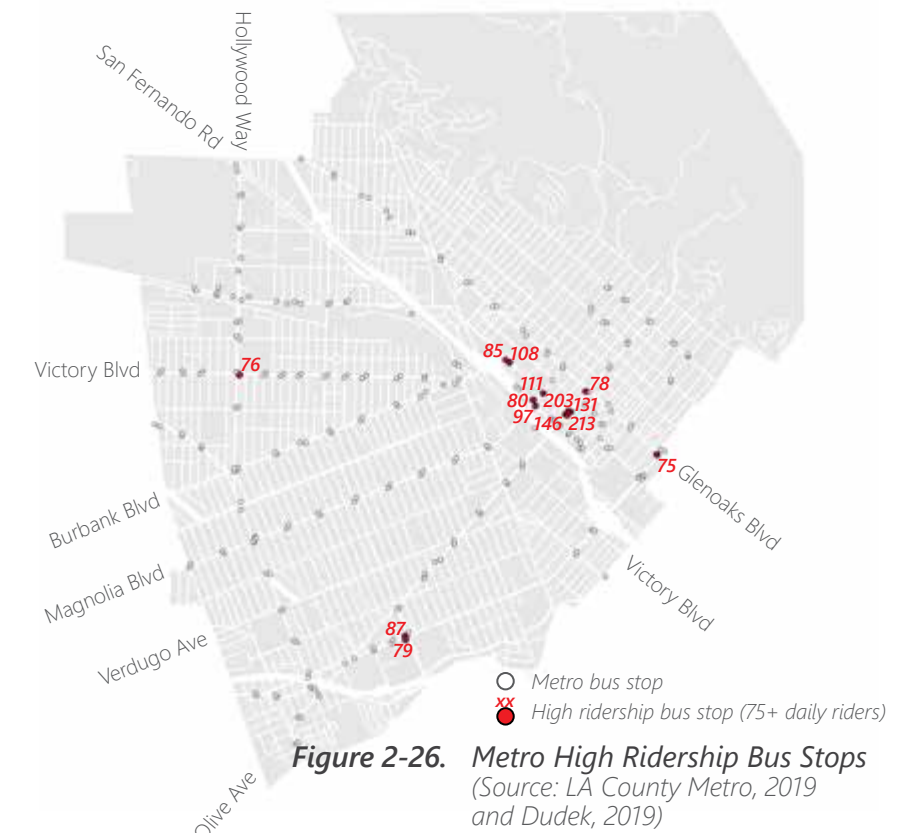 Hollywood Way
San Fernando Rd
Victory Blvd
76
85 108
111
78
80 203 131
97 146 213
75
Glenoaks Blvd
Burbank Blvd
Magnolia Blvd
Victory Blvd
Verdugo Ave
87
79
Metro bus stop
xx
High ridership bus stop (75+ daily riders)
Figure 2-26. Metro High Ridership Bus Stops
(Source: LA County Metro, 2019
and Dudek, 2019)
Olive Ave